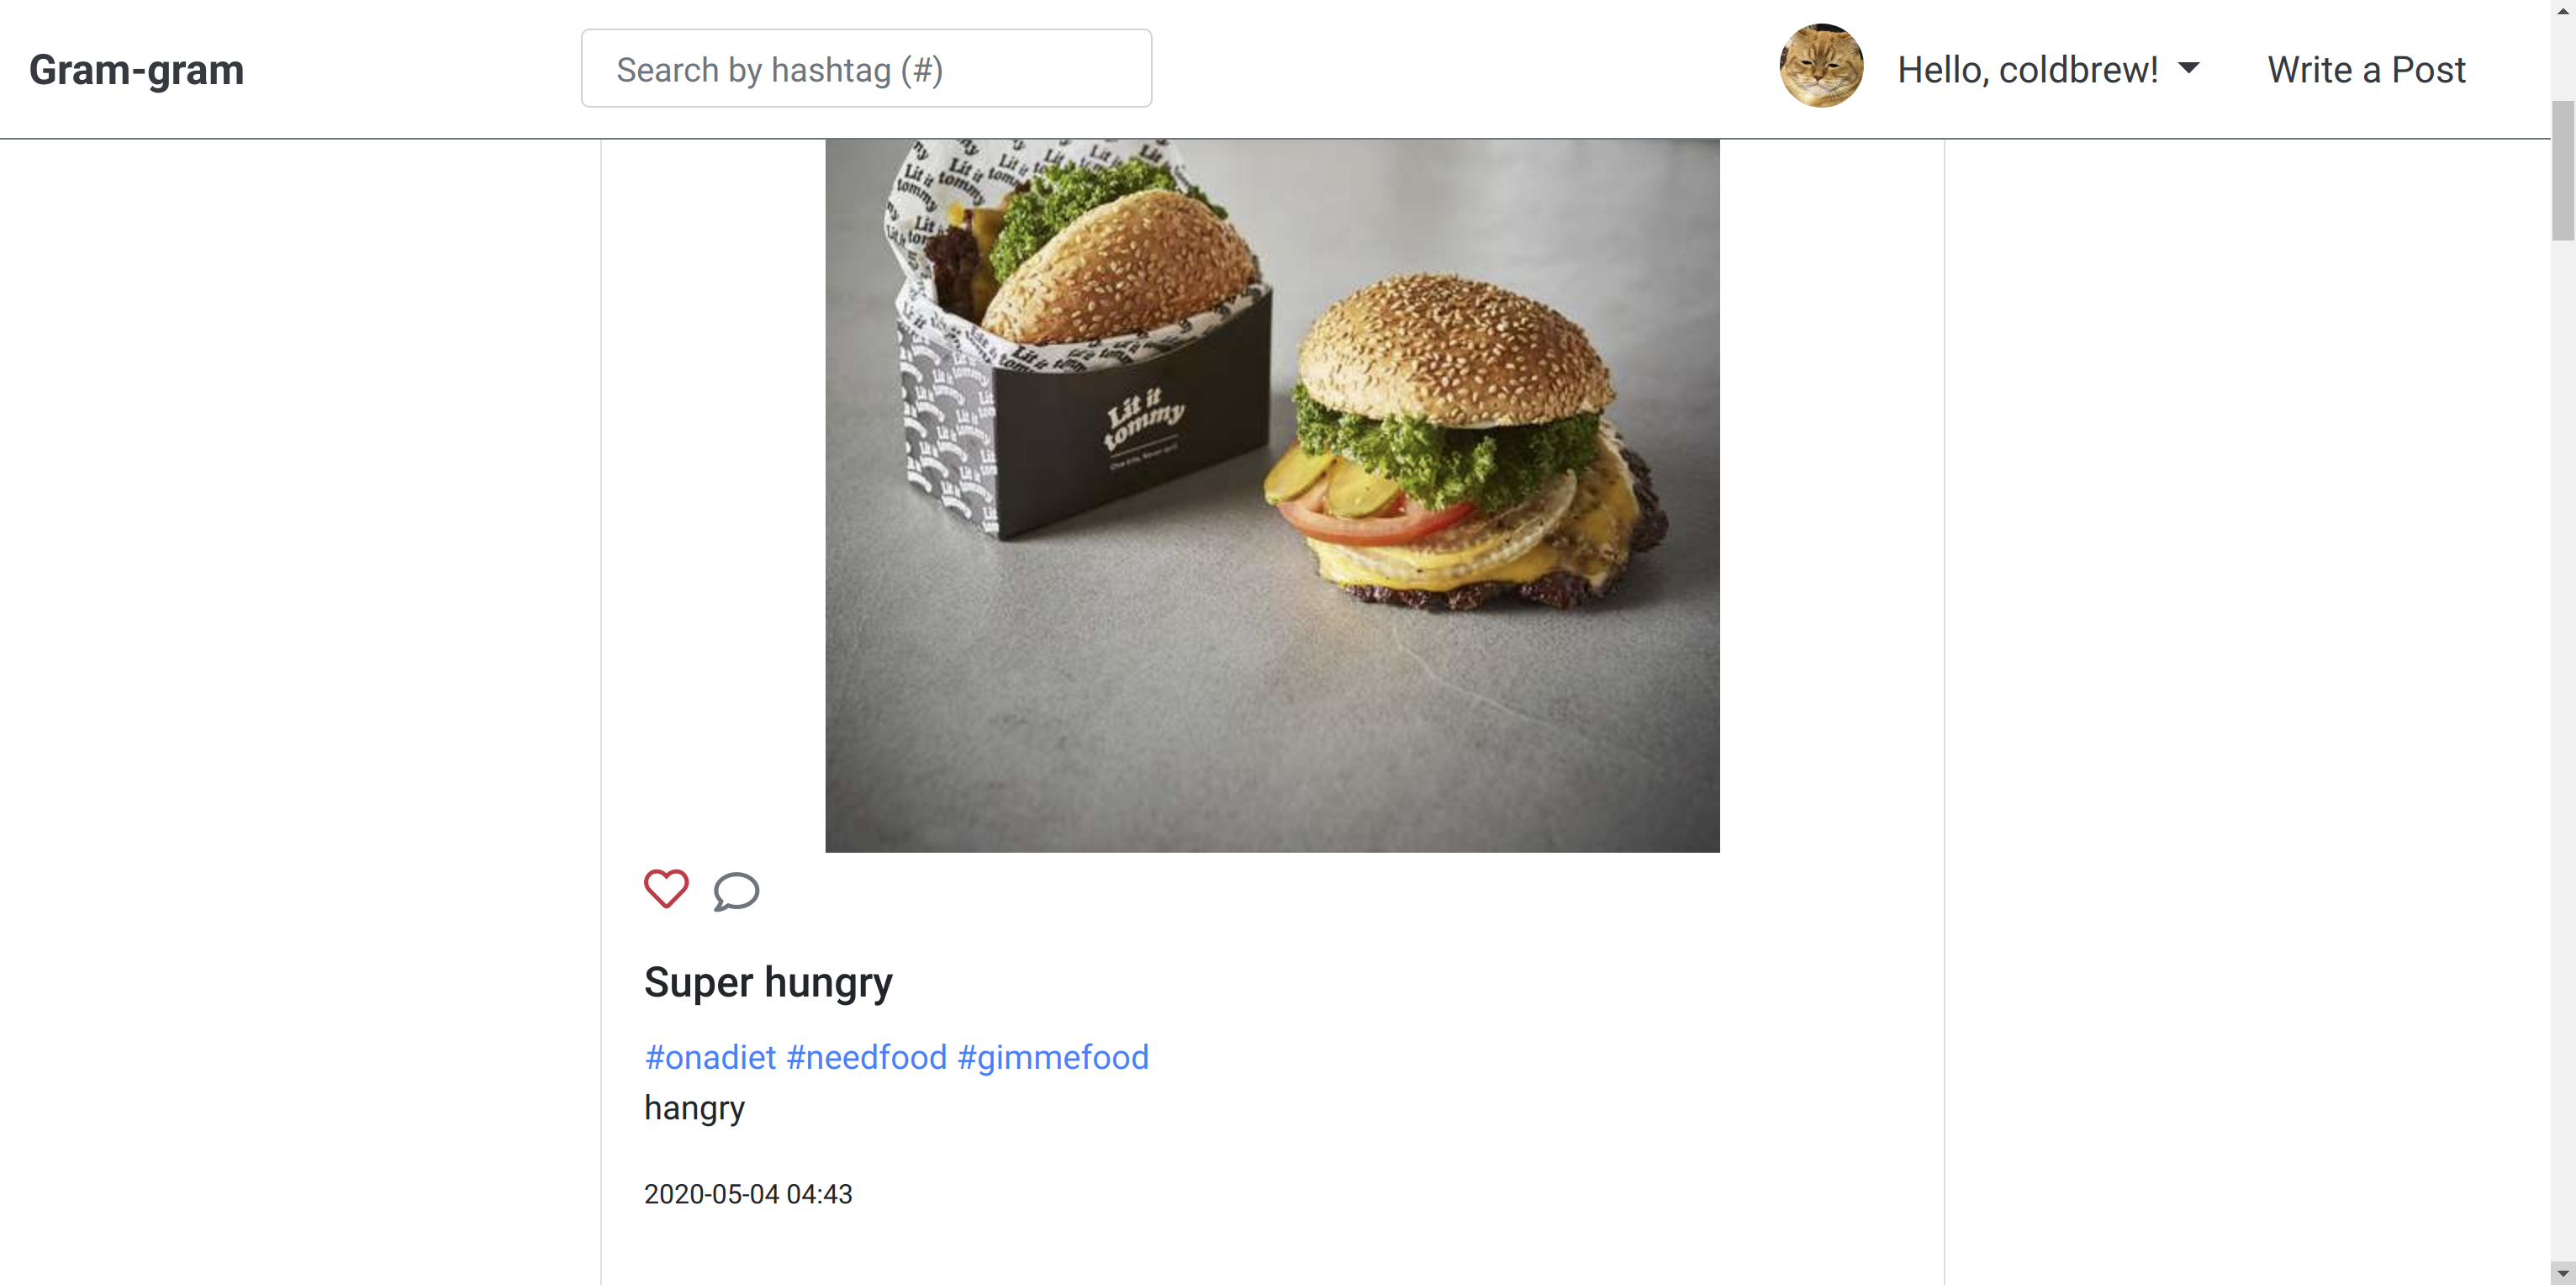 Gram-gram
Search by hashtag (#)
Hello, coldbrew!
Write a Post
Lit it
tommy
Super hungry
#onadiet #needfood #gimmefood
hangry
2020-05-04 04:43